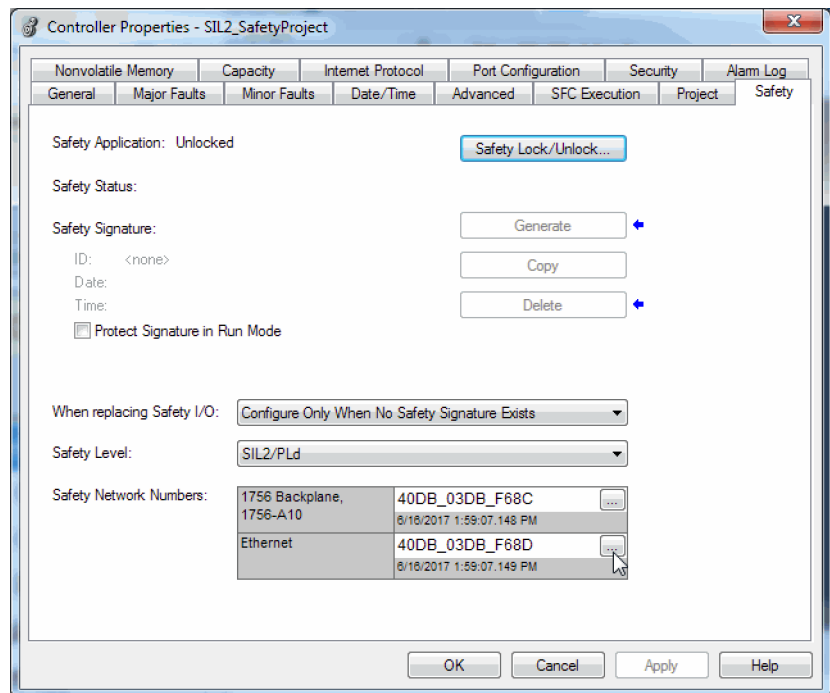 Controller Properties - SIL2_SafetyProject
Nonvolatile Memory Capacity Internet Protocol Port Configuration Security Alarm Log
General Major Faults Minor Faults Date/Time Advanced SFC Execution Project Safety
Safety Application: Unlocked Safety Lock/Unlock...
Safety Status:
Safety Signature: Generate
ID: <none> Copy
Date:
Time: Delete
Protect Signature in Run Mode
When replacing Safety I/O: Configure Only When No Safety Signature Exists
Safety Level: SIL2/PLd
Safety Network Numbers: 1756 Backplane, 40DB_03DB_F68C ...
1756-A10 6/16/2017 1:59:07.148 PM
Ethernet 40DB_03DB_F68D ...
6/16/2017 1:59:07.149 PM
OK Cancel Apply Help